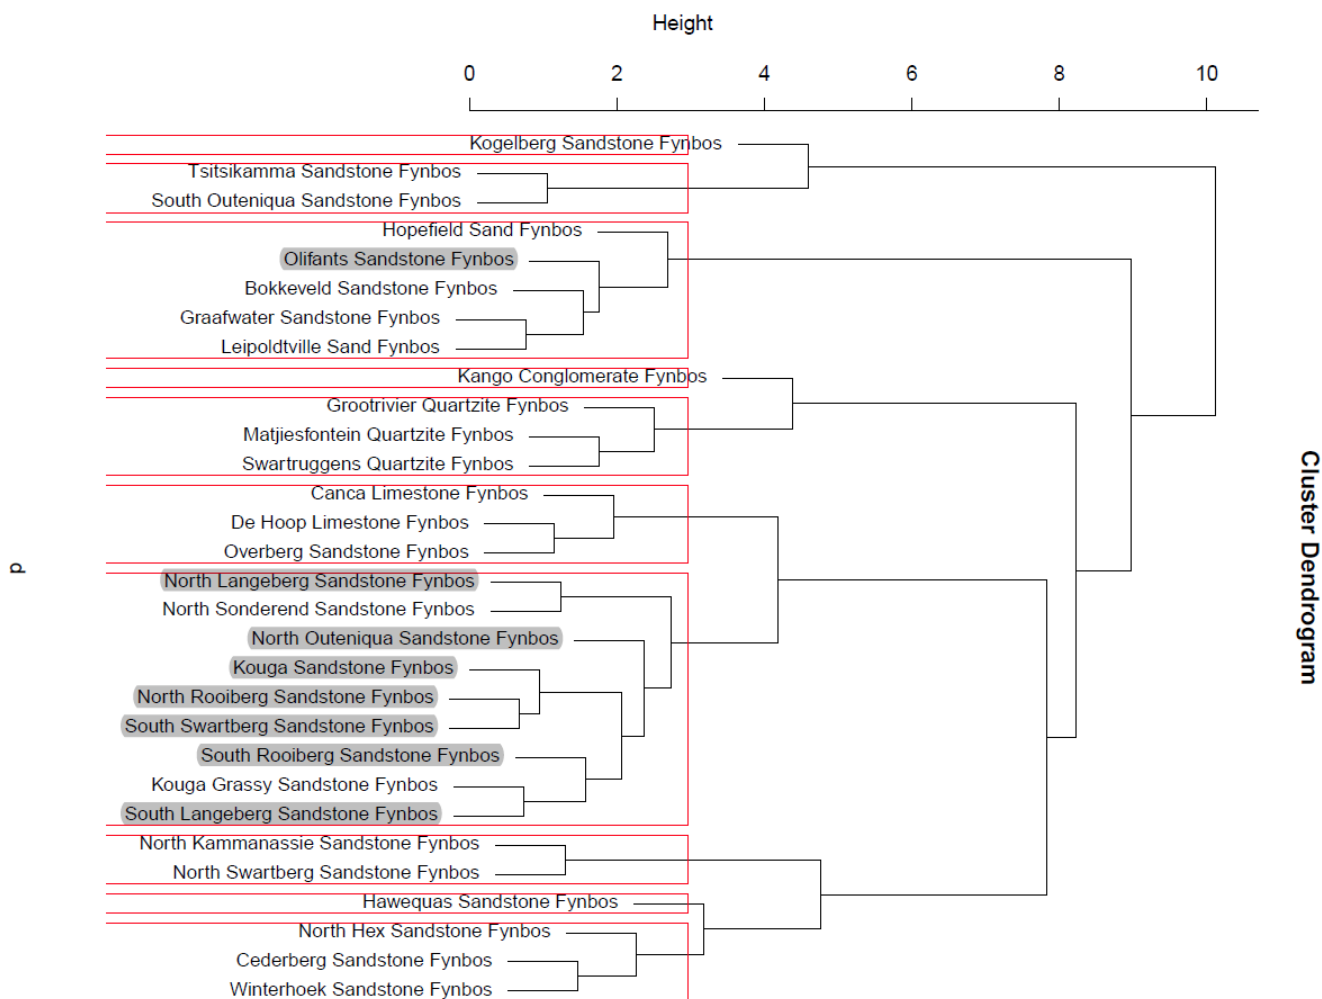 Height
0 2 4 6 8 10
Kogelberg Sandstone Fynbos
Tsitsikamma Sandstone Fynbos
South Outeniqua Sandstone Fynbos
Hopefield Sand Fynbos
Olifants Sandstone Fynbos
Bokkeveld Sandstone Fynbos
Graafwater Sandstone Fynbos
Leipoldtville Sand Fynbos
Kango Conglomerate Fynbos
Grootrivier Quartzite Fynbos
Matjiesfontein Quartzite Fynbos
Swartruggens Quartzite Fynbos
Canca Limestone Fynbos
De Hoop Limestone Fynbos
Overberg Sandstone Fynbos
North Langeberg Sandstone Fynbos
North Sonderend Sandstone Fynbos
North Outeniqua Sandstone Fynbos
Kouga Sandstone Fynbos
North Rooiberg Sandstone Fynbos
South Swartberg Sandstone Fynbos
South Rooiberg Sandstone Fynbos
Kouga Grassy Sandstone Fynbos
South Langeberg Sandstone Fynbos
North Kammanassie Sandstone Fynbos
North Swartberg Sandstone Fynbos
Hawequas Sandstone Fynbos
North Hex Sandstone Fynbos
Cederberg Sandstone Fynbos
Winterhoek Sandstone Fynbos
Cluster Dendrogram
d